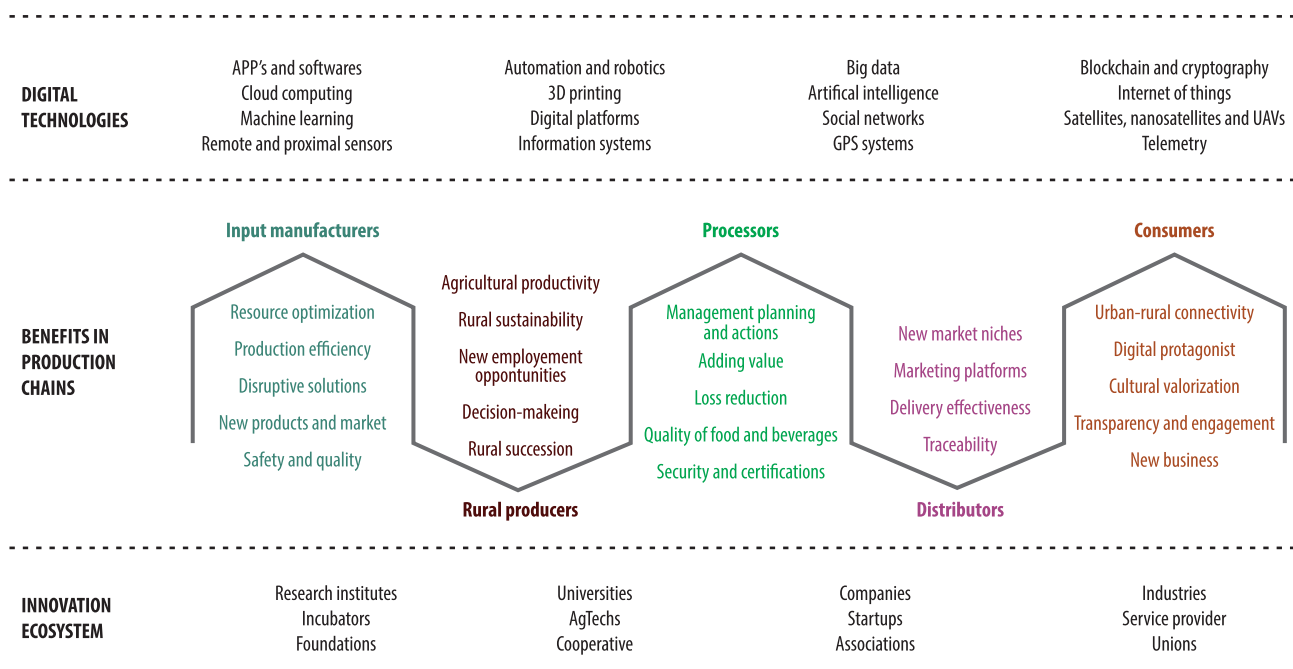 DIGITAL
TECHNOLOGIES
APP's and softwares
Cloud computing
Machine learning
Remote and proximal sensors
Automation and robotics
3D printing
Digital platforms
Information systems
Big data
Artifical intelligence
Social networks
GPS systems
Blockchain and cryptography
Internet of things
Satellites, nanosatellites and UAVs
Telemetry
BENEFITS IN
PRODUCTION
CHAINS
Input manufacturers
Resource optimization
Production efficiency
Disruptive solutions
New products and market
Safety and quality
Agricultural productivity
Rural sustainability
New employement
oppontunities
Decision-makeing
Rural succession
Rural producers
Processors
Management planning
and actions
Adding value
Loss reduction
Quality of food and beverages
Security and certifications
New market niches
Marketing platforms
Delivery effectiveness
Traceability
Distributors
Consumers
Urban-rural connectivity
Digital protagonist
Cultural valorization
Transparency and engagement
New business
INNOVATION
ECOSYSTEM
Research institutes
Incubators
Foundations
Universities
AgTechs
Cooperative
Companies
Startups
Associations
Industries
Service provider
Unions